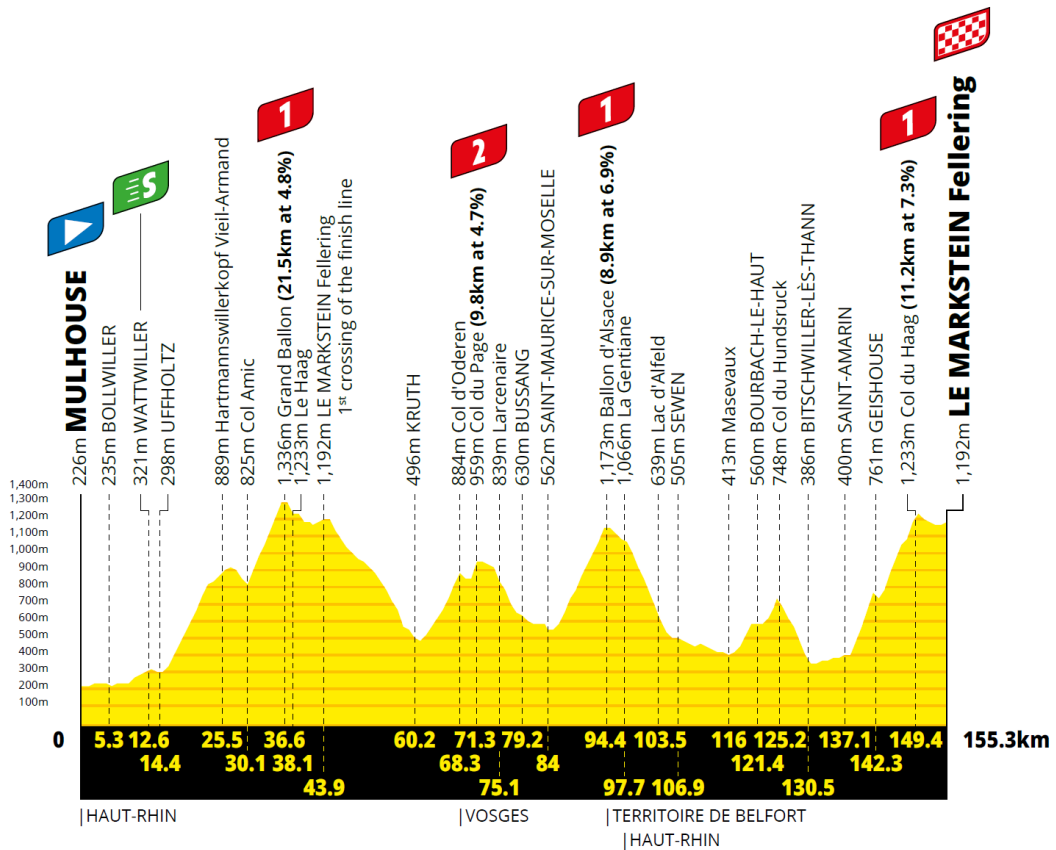 S
1
2
1
1
226m MULHOUSE
235m BOLLWILLER
321m WATTWILLER
298m UFFHOLTZ
889m Hartmannswillerkopf Vieil-Armand
825m Col Amic
1,336m Grand Ballon (21.5km at 4.8%)
1,233m Le Haag
1,192m LE MARKSTEIN Fellering
1st crossing of the finish line
496m KRUTH
884m Col d'Oderen
959m Col du Page (9.8km at 4.7%)
839m Larcenaire
630m BUSSANG
562m SAINT-MAURICE-SUR-MOSELLE
1,173m Ballon d'Alsace (8.9km at 6.9%)
1,066m La Gentiane
639m Lac d'Alfeld
505m SEWEN
413m Masevaux
560m BOURBACH-LE-HAUT
748m Col du Hundsruck
386m BITSCHWILLER-LÈS-THANN
400m SAINT-AMARIN
761m GEISHOUSE
1,233m Col du Haag (11.2km at 7.3%)
1,192m LE MARKSTEIN Fellering
1,400m
1,300m
1,200m
1,100m
1,000m
900m
800m
700m
600m
500m
400m
300m
200m
100m
0 5.3 12.6 25.5 36.6 60.2 71.3 79.2 94.4 103.5 116 125.2 137.1 149.4 155.3km
14.4 30.1 38.1 68.3 84 121.4 142.3
43.9 75.1 97.7 106.9 130.5
|HAUT-RHIN |VOSGES |TERRITOIRE DE BELFORT
|HAUT-RHIN